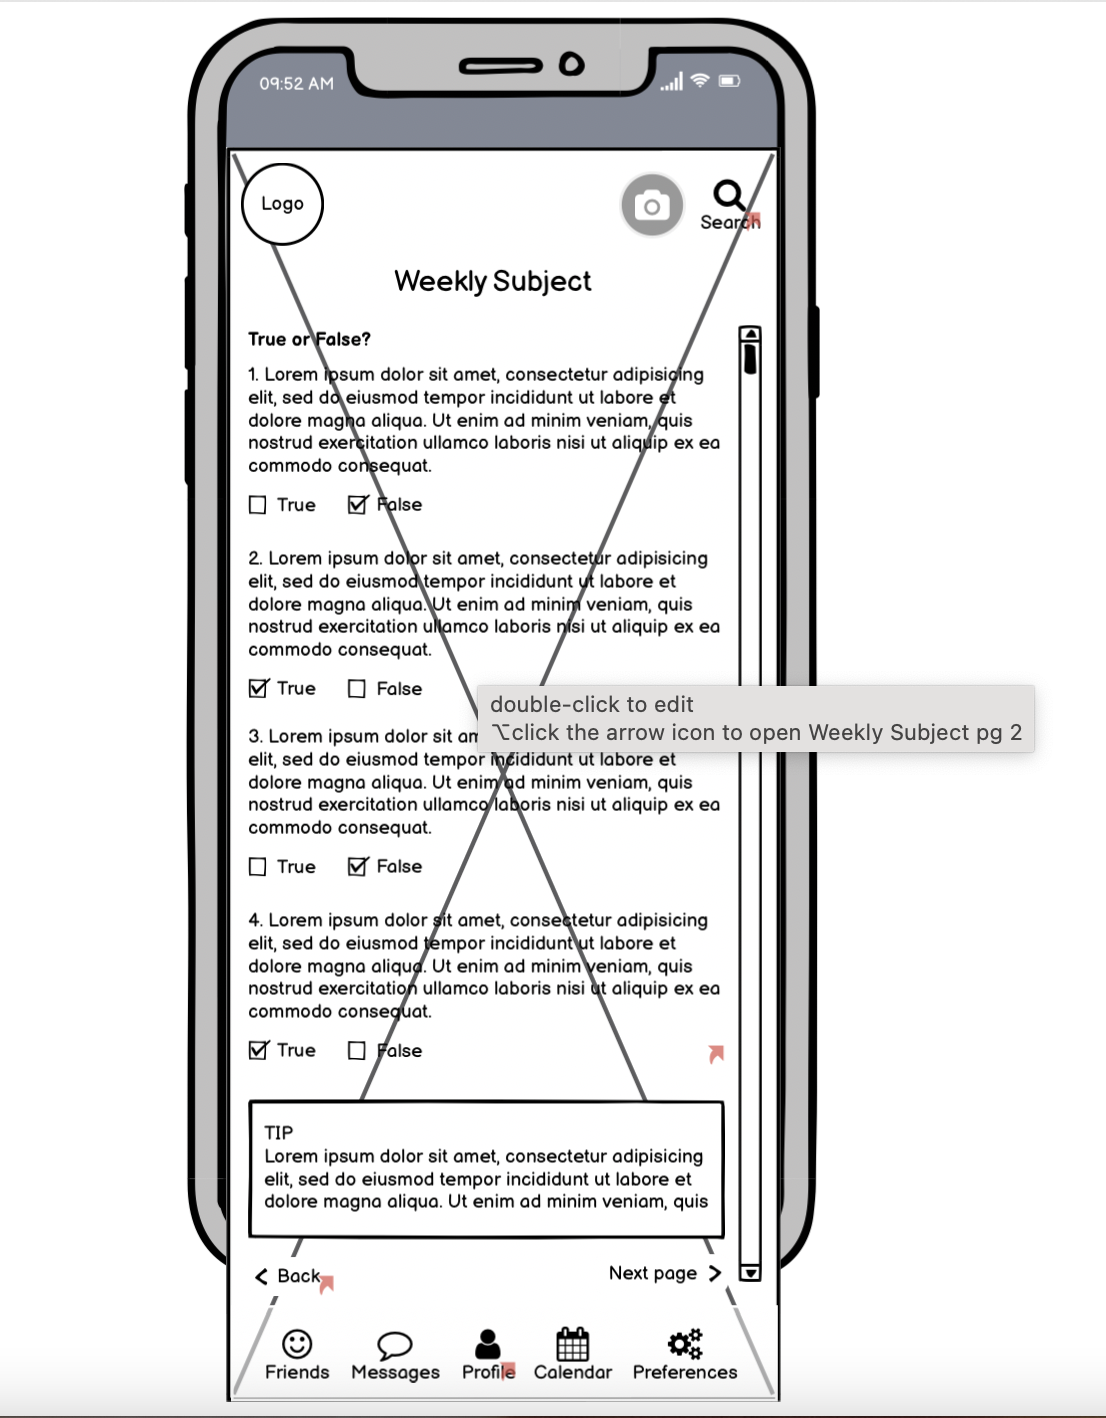 09:52 AM
Logo
Search
Weekly Subject
True or False?
1. Lorem ipsum dolor sit amet, consectetur adipisicing
elit, sed do eiusmod tempor incididunt ut labore et
dolore magna aliqua. Ut enim ad minim veniam, quis
nostrud exercitation ullamco laboris nisi ut aliquip ex ea
commodo consequat.
True False
2. Lorem ipsum dolor sit amet, consectetur adipisicing
elit, sed do eiusmod tempor incididunt ut labore et
dolore magna aliqua. Ut enim ad minim veniam, quis
nostrud exercitation ullamco laboris nisi ut aliquip ex ea
commodo consequat.
True False
double-click to edit
⌥click the arrow icon to open Weekly Subject pg 2
3. Lorem ipsum dolor sit
elit, sed do eiusmod tempor incididunt ut labore et
dolore magna aliqua. Ut enim ad minim veniam, quis
nostrud exercitation ullamco laboris nisi ut aliquip ex ea
commodo consequat.
True False
4. Lorem ipsum dolor sit amet, consectetur adipisicing
elit, sed do eiusmod tempor incididunt ut labore et
dolore magna aliqua. Ut enim ad minim veniam, quis
nostrud exercitation ullamco laboris nisi ut aliquip ex ea
commodo consequat.
True False
TIP
Lorem ipsum dolor sit amet, consectetur adipisicing
elit, sed do eiusmod tempor incididunt ut labore et
dolore magna aliqua. Ut enim ad minim veniam, quis
< Back Next page >
Friends Messages Profile Calendar Preferences